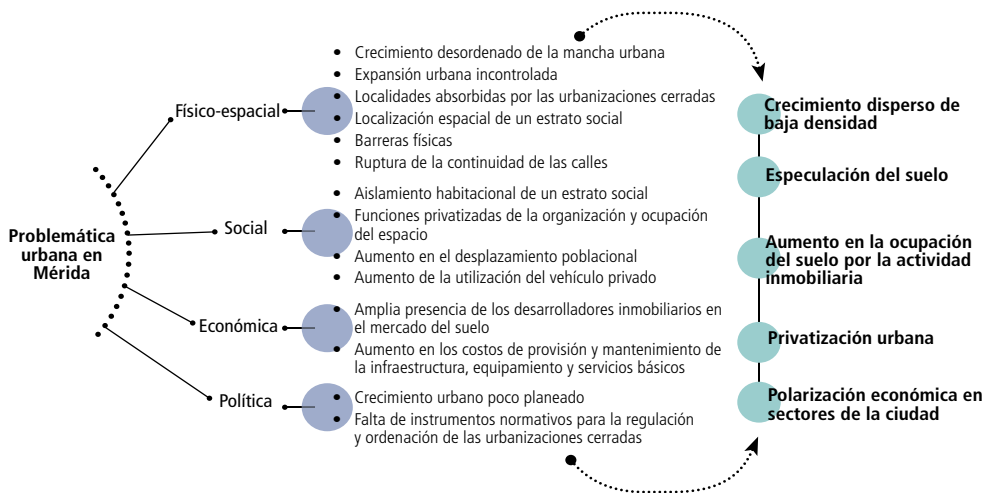 Problemática
urbana en
Mérida
Físico-espacial
• Crecimiento desordenado de la mancha urbana
• Expansión urbana incontrolada
• Localidades absorbidas por las urbanizaciones cerradas
• Localización espacial de un estrato social
• Barreras físicas
• Ruptura de la continuidad de las calles
Social
• Aislamiento habitacional de un estrato social
• Funciones privatizadas de la organización y ocupación
del espacio
• Aumento en el desplazamiento poblacional
• Aumento de la utilización del vehículo privado
Económica
• Amplia presencia de los desarrolladores inmobiliarios en
el mercado del suelo
• Aumento en los costos de provisión y mantenimiento de
la infraestructura, equipamiento y servicios básicos
Política
• Crecimiento urbano poco planeado
• Falta de instrumentos normativos para la regulación
y ordenación de las urbanizaciones cerradas
Crecimiento disperso de
baja densidad
Especulación del suelo
Aumento en la ocupación
del suelo por la actividad
inmobiliaria
Privatización urbana
Polarización económica en
sectores de la ciudad